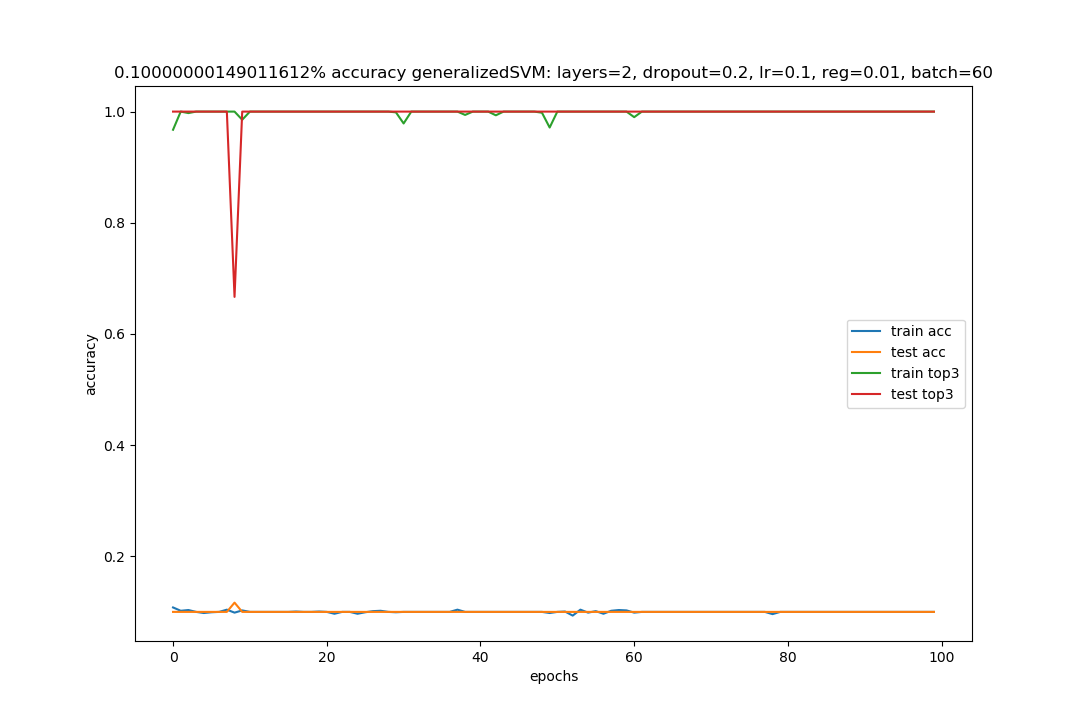 0.10000000149011612% accuracy generalizedSVM: layers=2, dropout=0.2, lr=0.1, reg=0.01, batch=60
1.0
0.8
0.6
0.4
0.2
accuracy
train acc
test acc
train top3
test top3
0 20 40 60 80 100
epochs